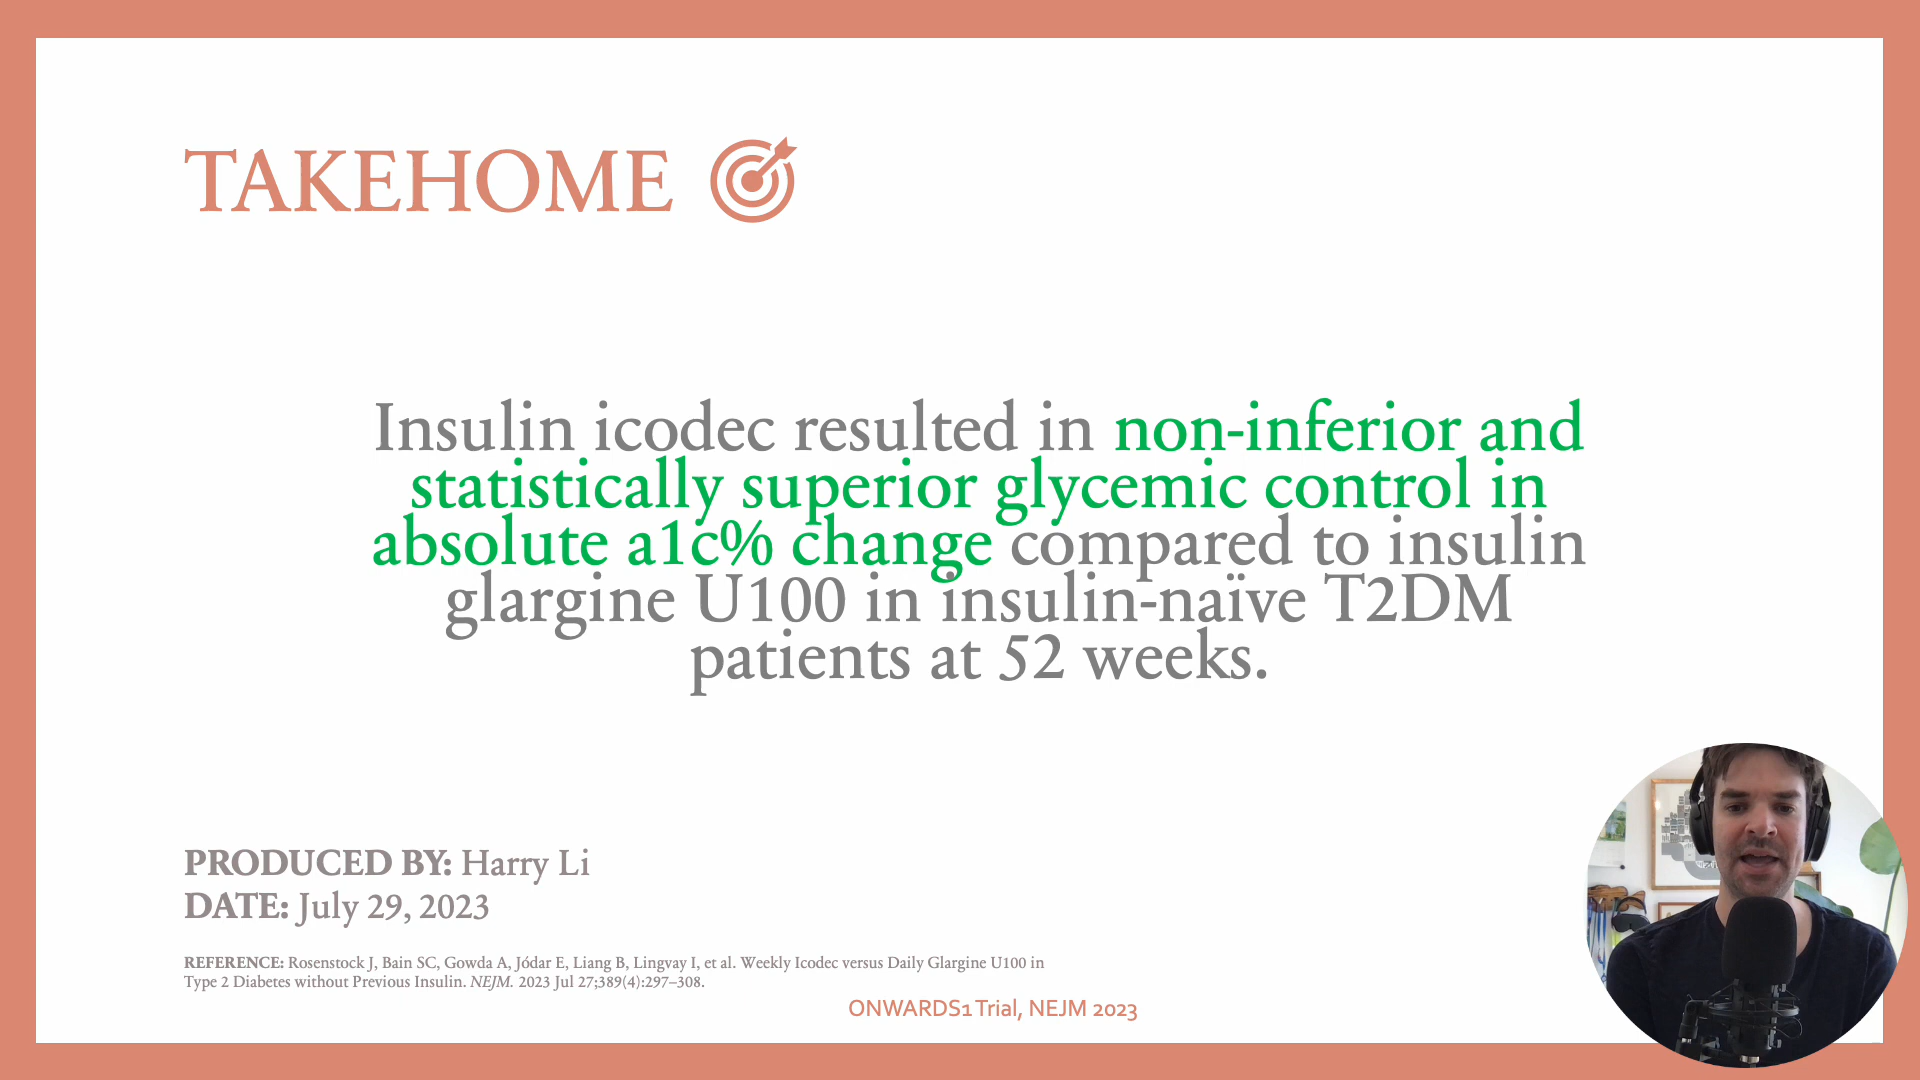 TAKEHOME
Insulin icodec resulted in non-inferior and
statistically superior glycemic control in
absolute a1c% change compared to insulin
glargine U100 in insulin-naïve T2DM
patients at 52 weeks.
PRODUCED BY: Harry Li
DATE: July 29, 2023
REFERENCE: Rosenstock J, Bain SC, Gowda A, Jódar E, Liang B, Lingvay I, et al. Weekly Icodec versus Daily Glargine U100 in
Type 2 Diabetes without Previous Insulin. NEJM. 2023 Jul 27;389(4):297–308.
ONWARDS1 Trial, NEJM 2023